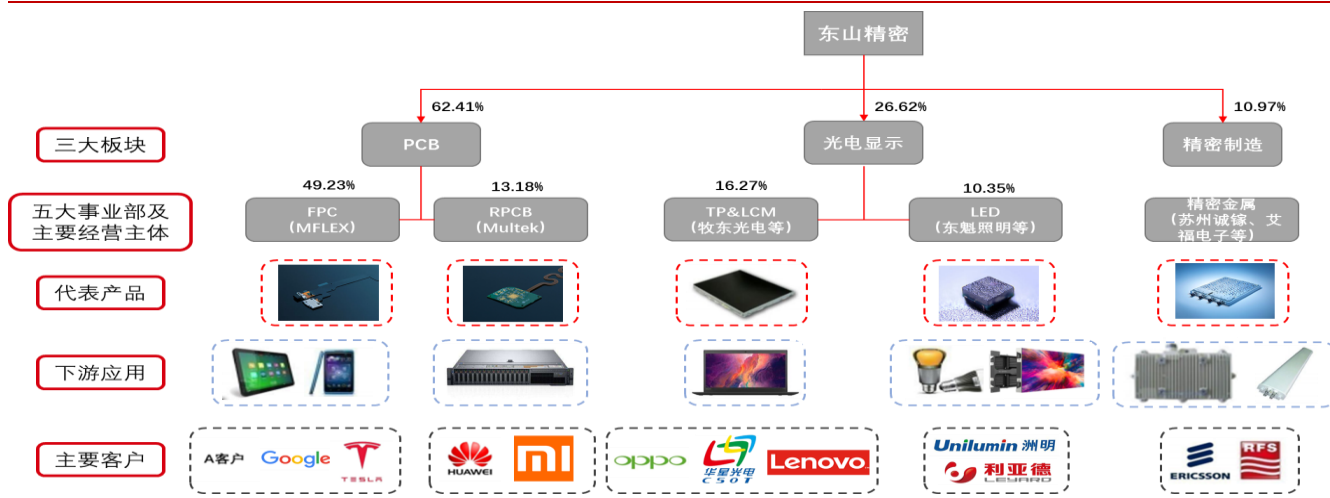 东山精密
62.41%
26.62%
10.97%
三大板块
PCB
光电显示
精密制造
49.23%
13.18%
16.27%
10.35%
五大事业部及
主要经营主体
FPC
(MFLEX)
RPCB
(Multek)
TP&LCM
(牧东光电等)
LED
(东魁照明等)
精密金属
(苏州诚镓、艾
福电子等)
代表产品
下游应用
主要客户
A客户
Google
TESLA
HUAWEI
mi
oppo
华星光电
CSOT
Lenovo
Unilumin 洲明
利亚德
LEYARD
ERICSSON
RFS